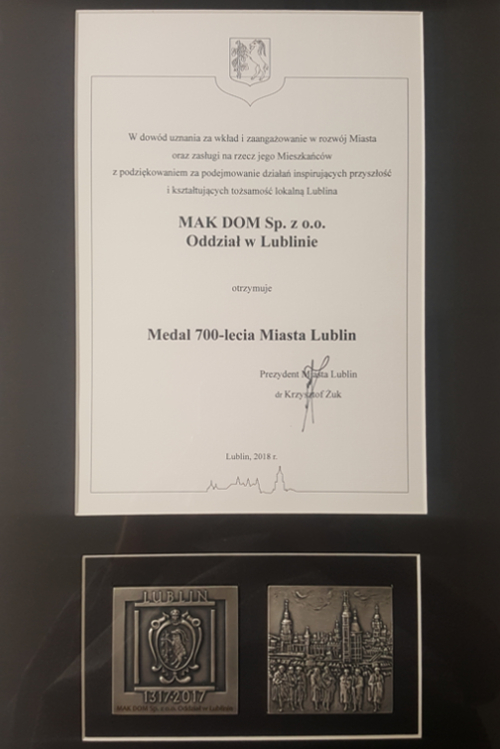 W dowód uznania za wkład i zaangażowanie w rozwój Miasta
oraz zasługi na rzecz jego Mieszkańców
z podziękowaniem za podejmowanie działań inspirujących przyszłość
i kształtujących tożsamość lokalną Lublina
MAK DOM Sp. z o.o.
Oddział w Lublinie
otrzymuje
Medal 700-lecia Miasta Lublin
Prezydent Miasta Lublin
dr Krzysztof Żuk
Lublin, 2018 r.
LUBLIN
1317·2017
MAK DOM Sp. z o.o. Oddział w Lublinie